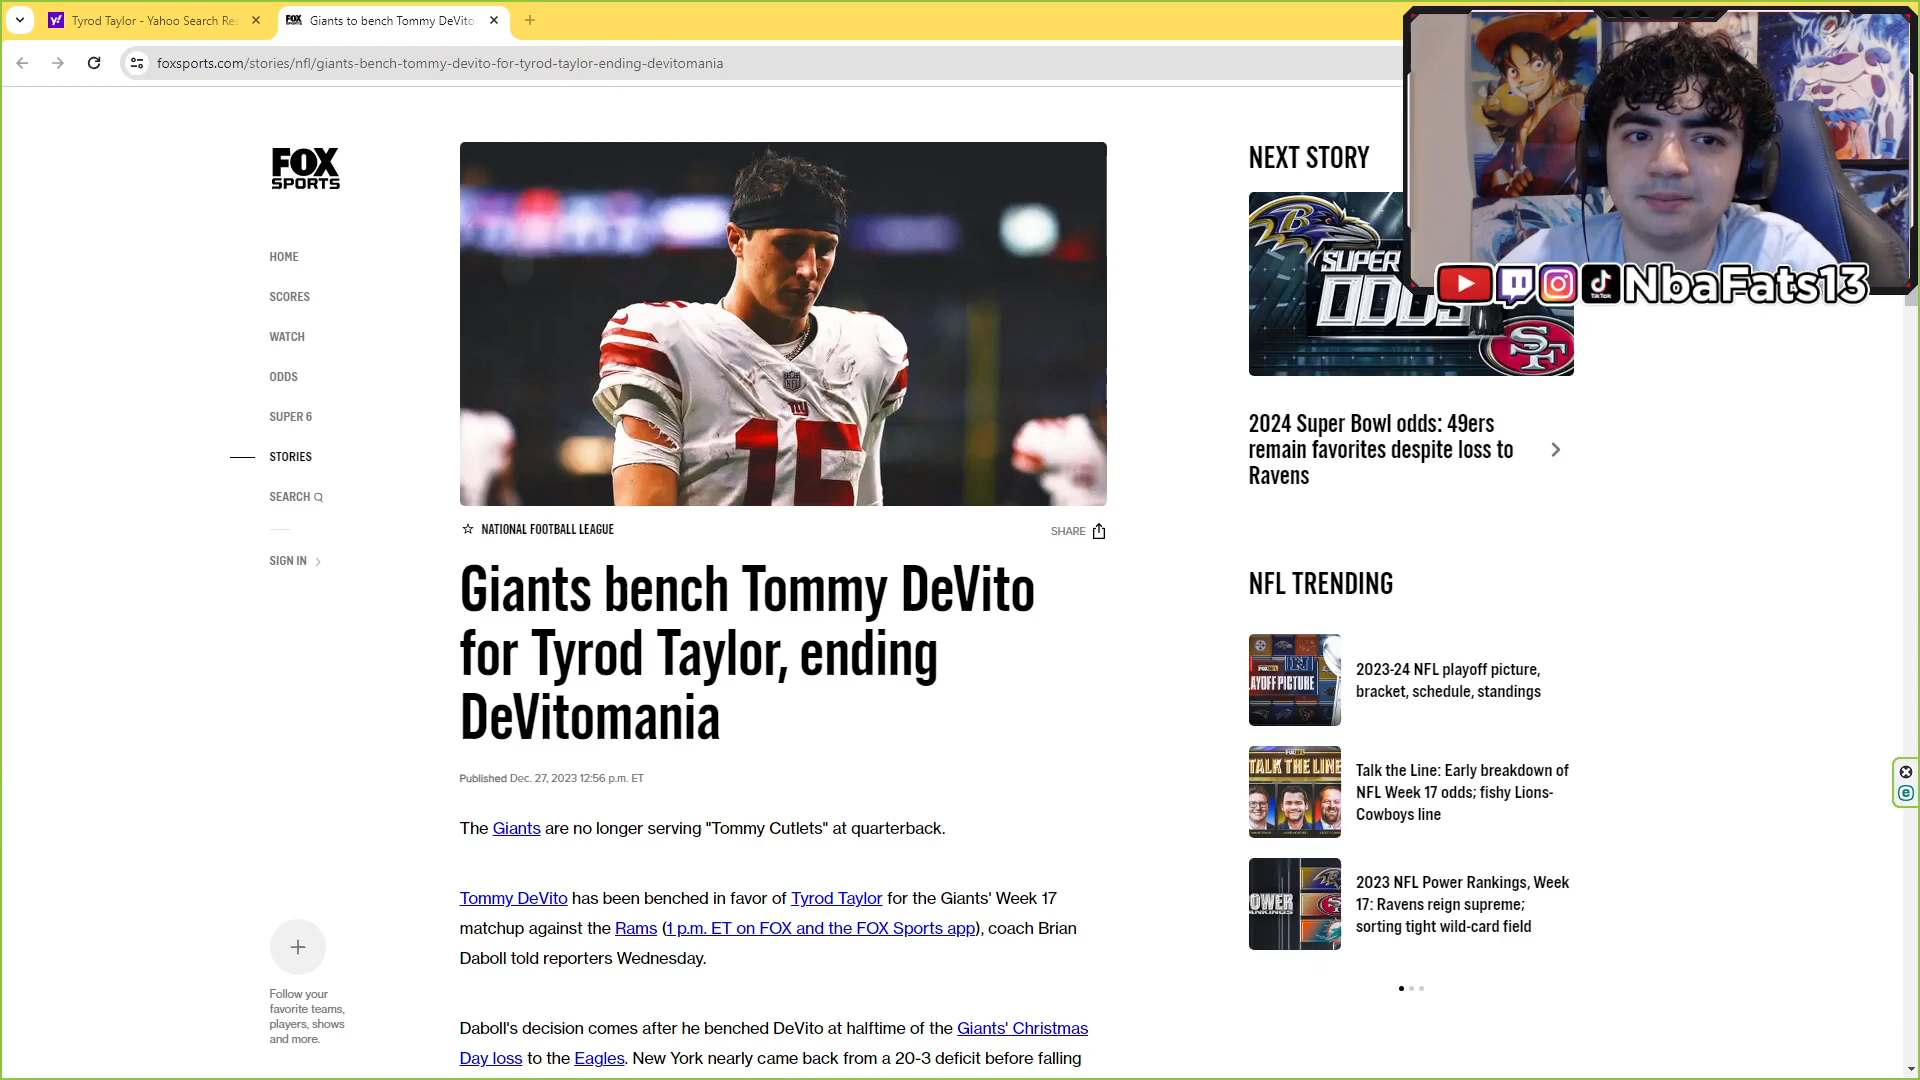 Tyrod Taylor - Yahoo Search Res
Giants to bench Tommy DeVito
foxsports.com/stories/nfl/giants-bench-tommy-devito-for-tyrod-taylor-ending-devitomania
FOX
SPORTS
HOME
SCORES
WATCH
ODDS
SUPER 6
STORIES
SEARCH
SIGN IN
Follow your
favorite teams,
players, shows
and more.
15
NATIONAL FOOTBALL LEAGUE
SHARE
Giants bench Tommy DeVito
for Tyrod Taylor, ending
DeVitomania
Published Dec. 27, 2023 12:56 p.m. ET
The Giants are no longer serving "Tommy Cutlets" at quarterback.
Tommy DeVito has been benched in favor of Tyrod Taylor for the Giants' Week 17
matchup against the Rams (1 p.m. ET on FOX and the FOX Sports app), coach Brian
Daboll told reporters Wednesday.
Daboll's decision comes after he benched DeVito at halftime of the Giants' Christmas
Day loss to the Eagles. New York nearly came back from a 20-3 deficit before falling
NEXT STORY
SUPER
ODDS
NbaFats13
2024 Super Bowl odds: 49ers
remain favorites despite loss to
Ravens
NFL TRENDING
2023-24 NFL playoff picture,
bracket, schedule, standings
TALK THE LINE
Talk the Line: Early breakdown of
NFL Week 17 odds; fishy Lions-
Cowboys line
2023 NFL Power Rankings, Week
17: Ravens reign supreme;
sorting tight wild-card field